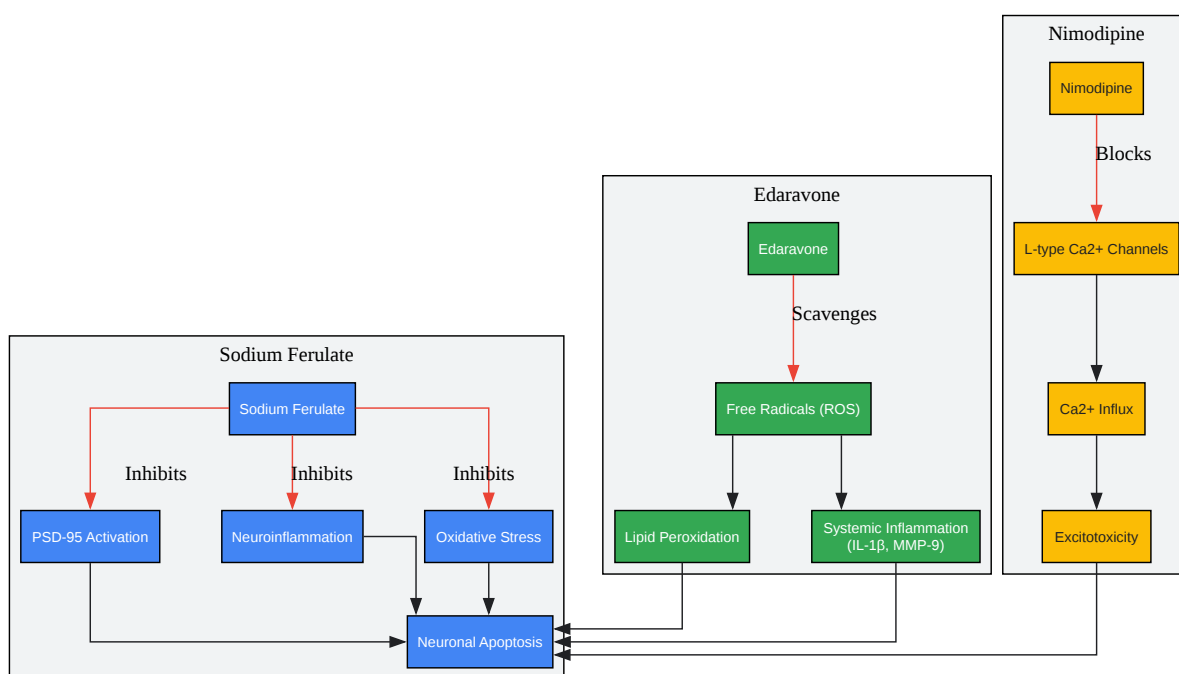 Nimodipine
Nimodipine
Blocks
L-type Ca2+ Channels
Ca2+ Influx
Excitotoxicity
Edaravone
Edaravone
Scavenges
Free Radicals (ROS)
Lipid Peroxidation
Systemic Inflammation
(IL-1β, MMP-9)
Sodium Ferulate
Sodium Ferulate
Inhibits
Inhibits
Inhibits
PSD-95 Activation
Neuroinflammation
Oxidative Stress
Neuronal Apoptosis